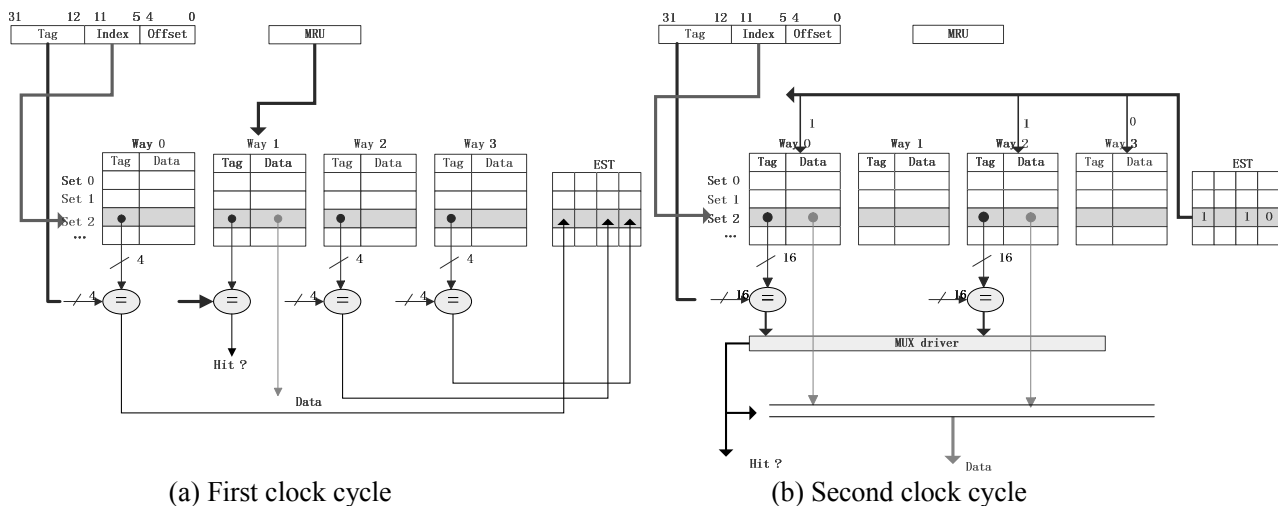 31 12 11 5 4 0
Tag Index Offset
MRU
Way 0 Way 1 Way 2 Way 3
Tag Data Tag Data Tag Data Tag Data
EST
Set 0
Set 1
Set 2
...
4 4 4
4 = = 4 = 4 =
Hit ?
Data
(a) First clock cycle
31 12 11 5 4 0
Tag Index Offset
MRU
1 1 0
Way 0 Way 1 Way 2 Way 3
Tag Data Tag Data Tag Data Tag Data
EST
Set 0
Set 1
Set 2 1 1 0
...
16 16
16 = 16 =
MUX driver
Hit ?
Data
(b) Second clock cycle